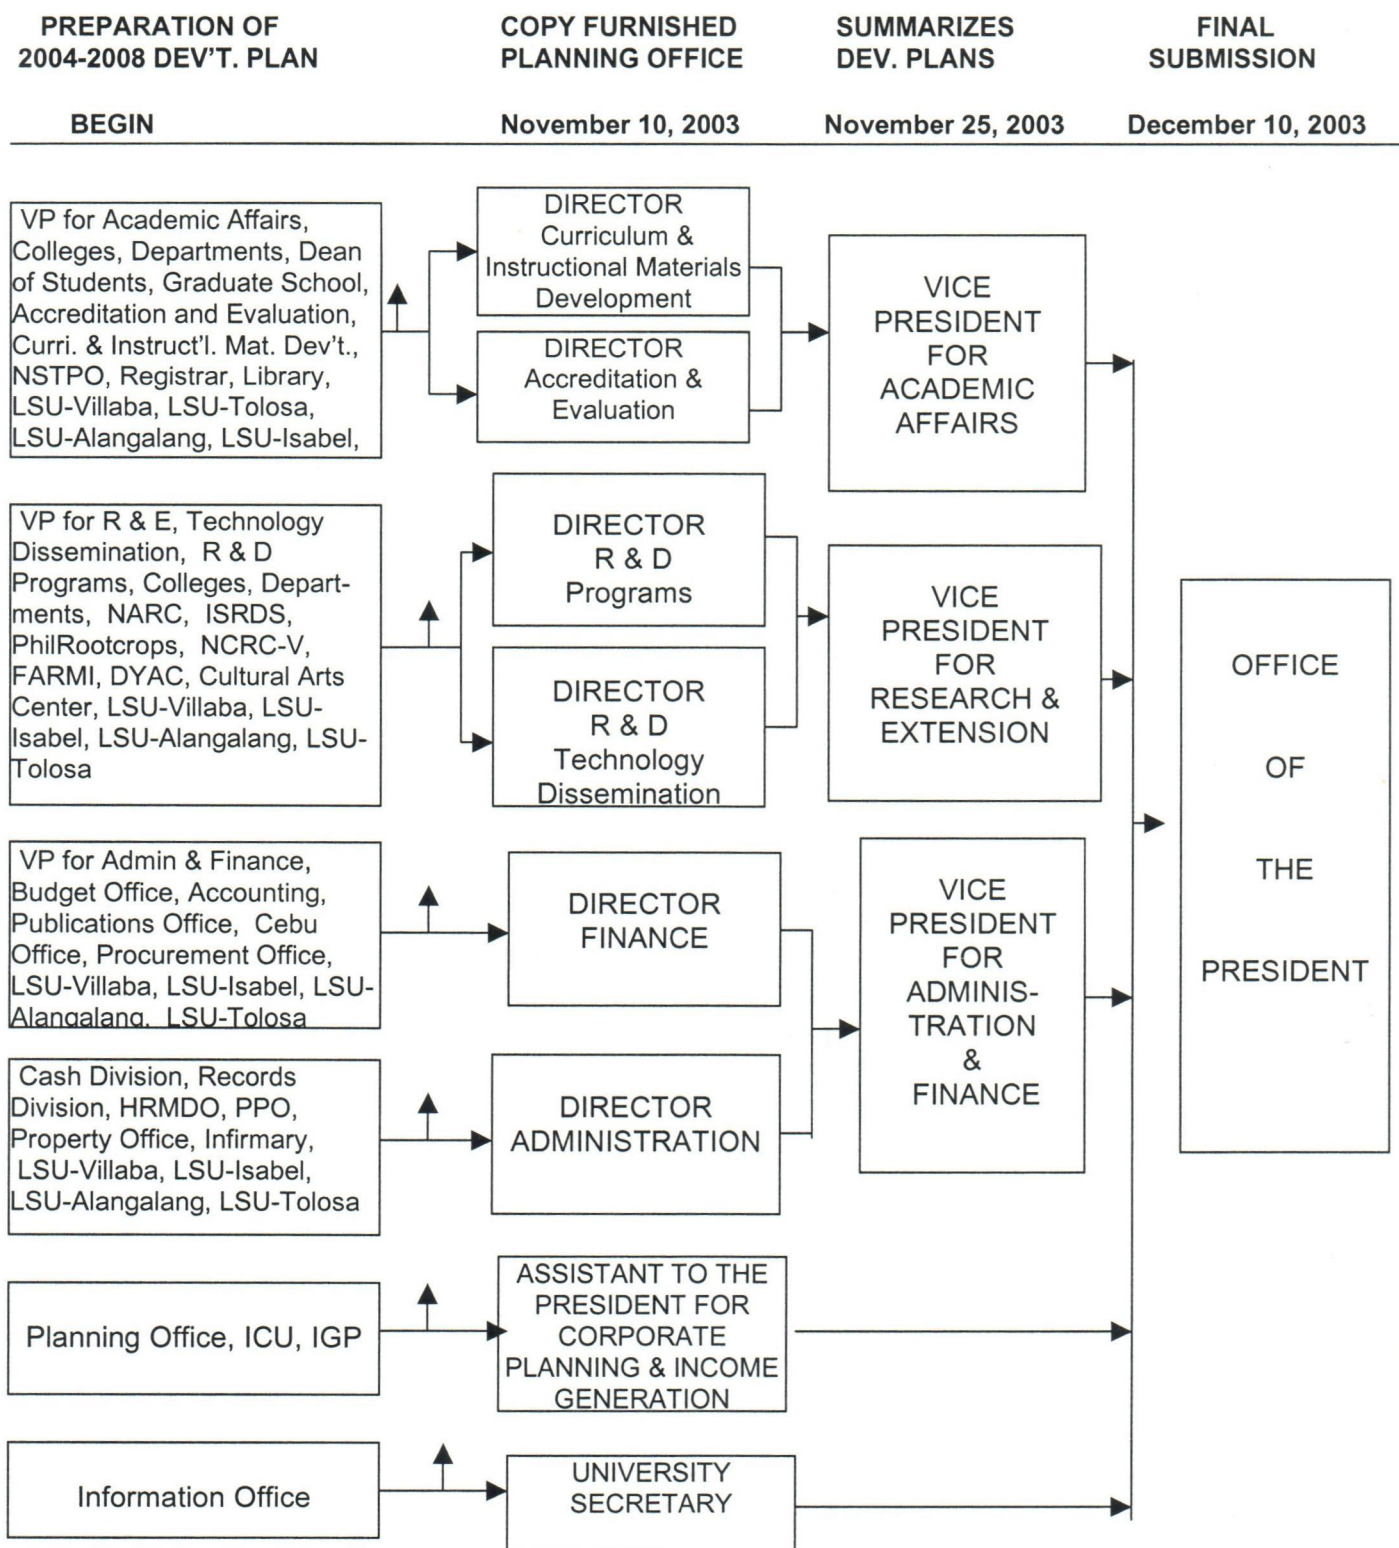 PREPARATION OF
2004-2008 DEV'T. PLAN
COPY FURNISHED
PLANNING OFFICE
SUMMARIZES
DEV. PLANS
FINAL
SUBMISSION
BEGIN
November 10, 2003
November 25, 2003
December 10, 2003
VP for Academic Affairs,
Colleges, Departments, Dean
of Students, Graduate School,
Accreditation and Evaluation,
Curri. & Instruct'l. Mat. Dev't.,
NSTPO, Registrar, Library,
LSU-Villaba, LSU-Tolosa,
LSU-Alangalang, LSU-Isabel,
DIRECTOR
Curriculum &
Instructional Materials
Development
DIRECTOR
Accreditation &
Evaluation
VICE
PRESIDENT
FOR
ACADEMIC
AFFAIRS
VP for R & E, Technology
Dissemination, R & D
Programs, Colleges, Depart-
ments, NARC, ISRDS,
PhilRootcrops, NCRC-V,
FARMI, DYAC, Cultural Arts
Center, LSU-Villaba, LSU-
Isabel, LSU-Alangalang, LSU-
Tolosa
DIRECTOR
R & D
Programs
DIRECTOR
R & D
Technology
Dissemination
VICE
PRESIDENT
FOR
RESEARCH &
EXTENSION
VP for Admin & Finance,
Budget Office, Accounting,
Publications Office, Cebu
Office, Procurement Office,
LSU-Villaba, LSU-Isabel, LSU-
Alangalang, LSU-Tolosa
DIRECTOR
FINANCE
Cash Division, Records
Division, HRMDO, PPO,
Property Office, Infirmary,
LSU-Villaba, LSU-Isabel,
LSU-Alangalang, LSU-Tolosa
DIRECTOR
ADMINISTRATION
VICE
PRESIDENT
FOR
ADMINIS-
TRATION
&
FINANCE
Planning Office, ICU, IGP
ASSISTANT TO THE
PRESIDENT FOR
CORPORATE
PLANNING & INCOME
GENERATION
Information Office
UNIVERSITY
SECRETARY
OFFICE
OF
THE
PRESIDENT